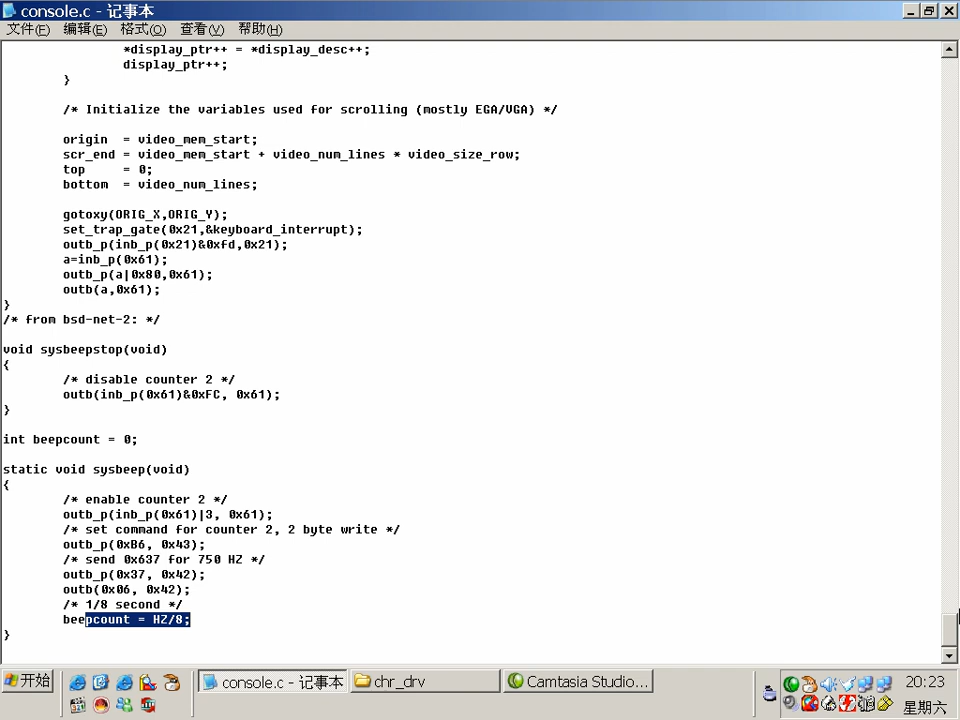 console.c - 记事本
文件(F) 编辑(E) 格式(O) 查看(V) 帮助(H)
*display_ptr++ = *display_desc++;
display_ptr++;
}
/* Initialize the variables used for scrolling (mostly EGA/VGA) */
origin = video_mem_start;
scr_end = video_mem_start + video_num_lines * video_size_row;
top = 0;
bottom = video_num_lines;
gotoxy(ORIG_X,ORIG_Y);
set_trap_gate(0x21,&keyboard_interrupt);
outb_p(inb_p(0x21)&0xfd,0x21);
a=inb_p(0x61);
outb_p(a|0x80,0x61);
outb(a,0x61);
}
/* from bsd-net-2: */
void sysbeepstop(void)
{
/* disable counter 2 */
outb(inb_p(0x61)&0xFC, 0x61);
}
int beepcount = 0;
static void sysbeep(void)
{
/* enable counter 2 */
outb_p(inb_p(0x61)|3, 0x61);
/* set command for counter 2, 2 byte write */
outb_p(0xB6, 0x43);
/* send 0x637 for 750 HZ */
outb_p(0x37, 0x42);
outb(0x06, 0x42);
/* 1/8 second */
beepcount = HZ/8;
}
开始 console.c - 记事本 chr_drv Camtasia Studio... 20:23
星期六